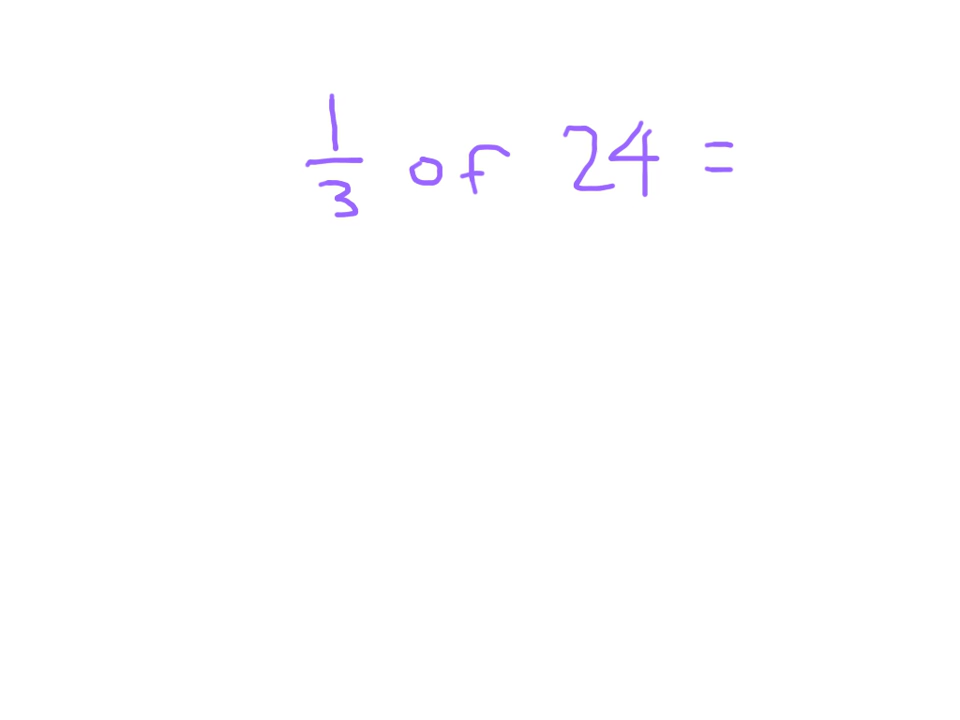 1/3 of 24 =